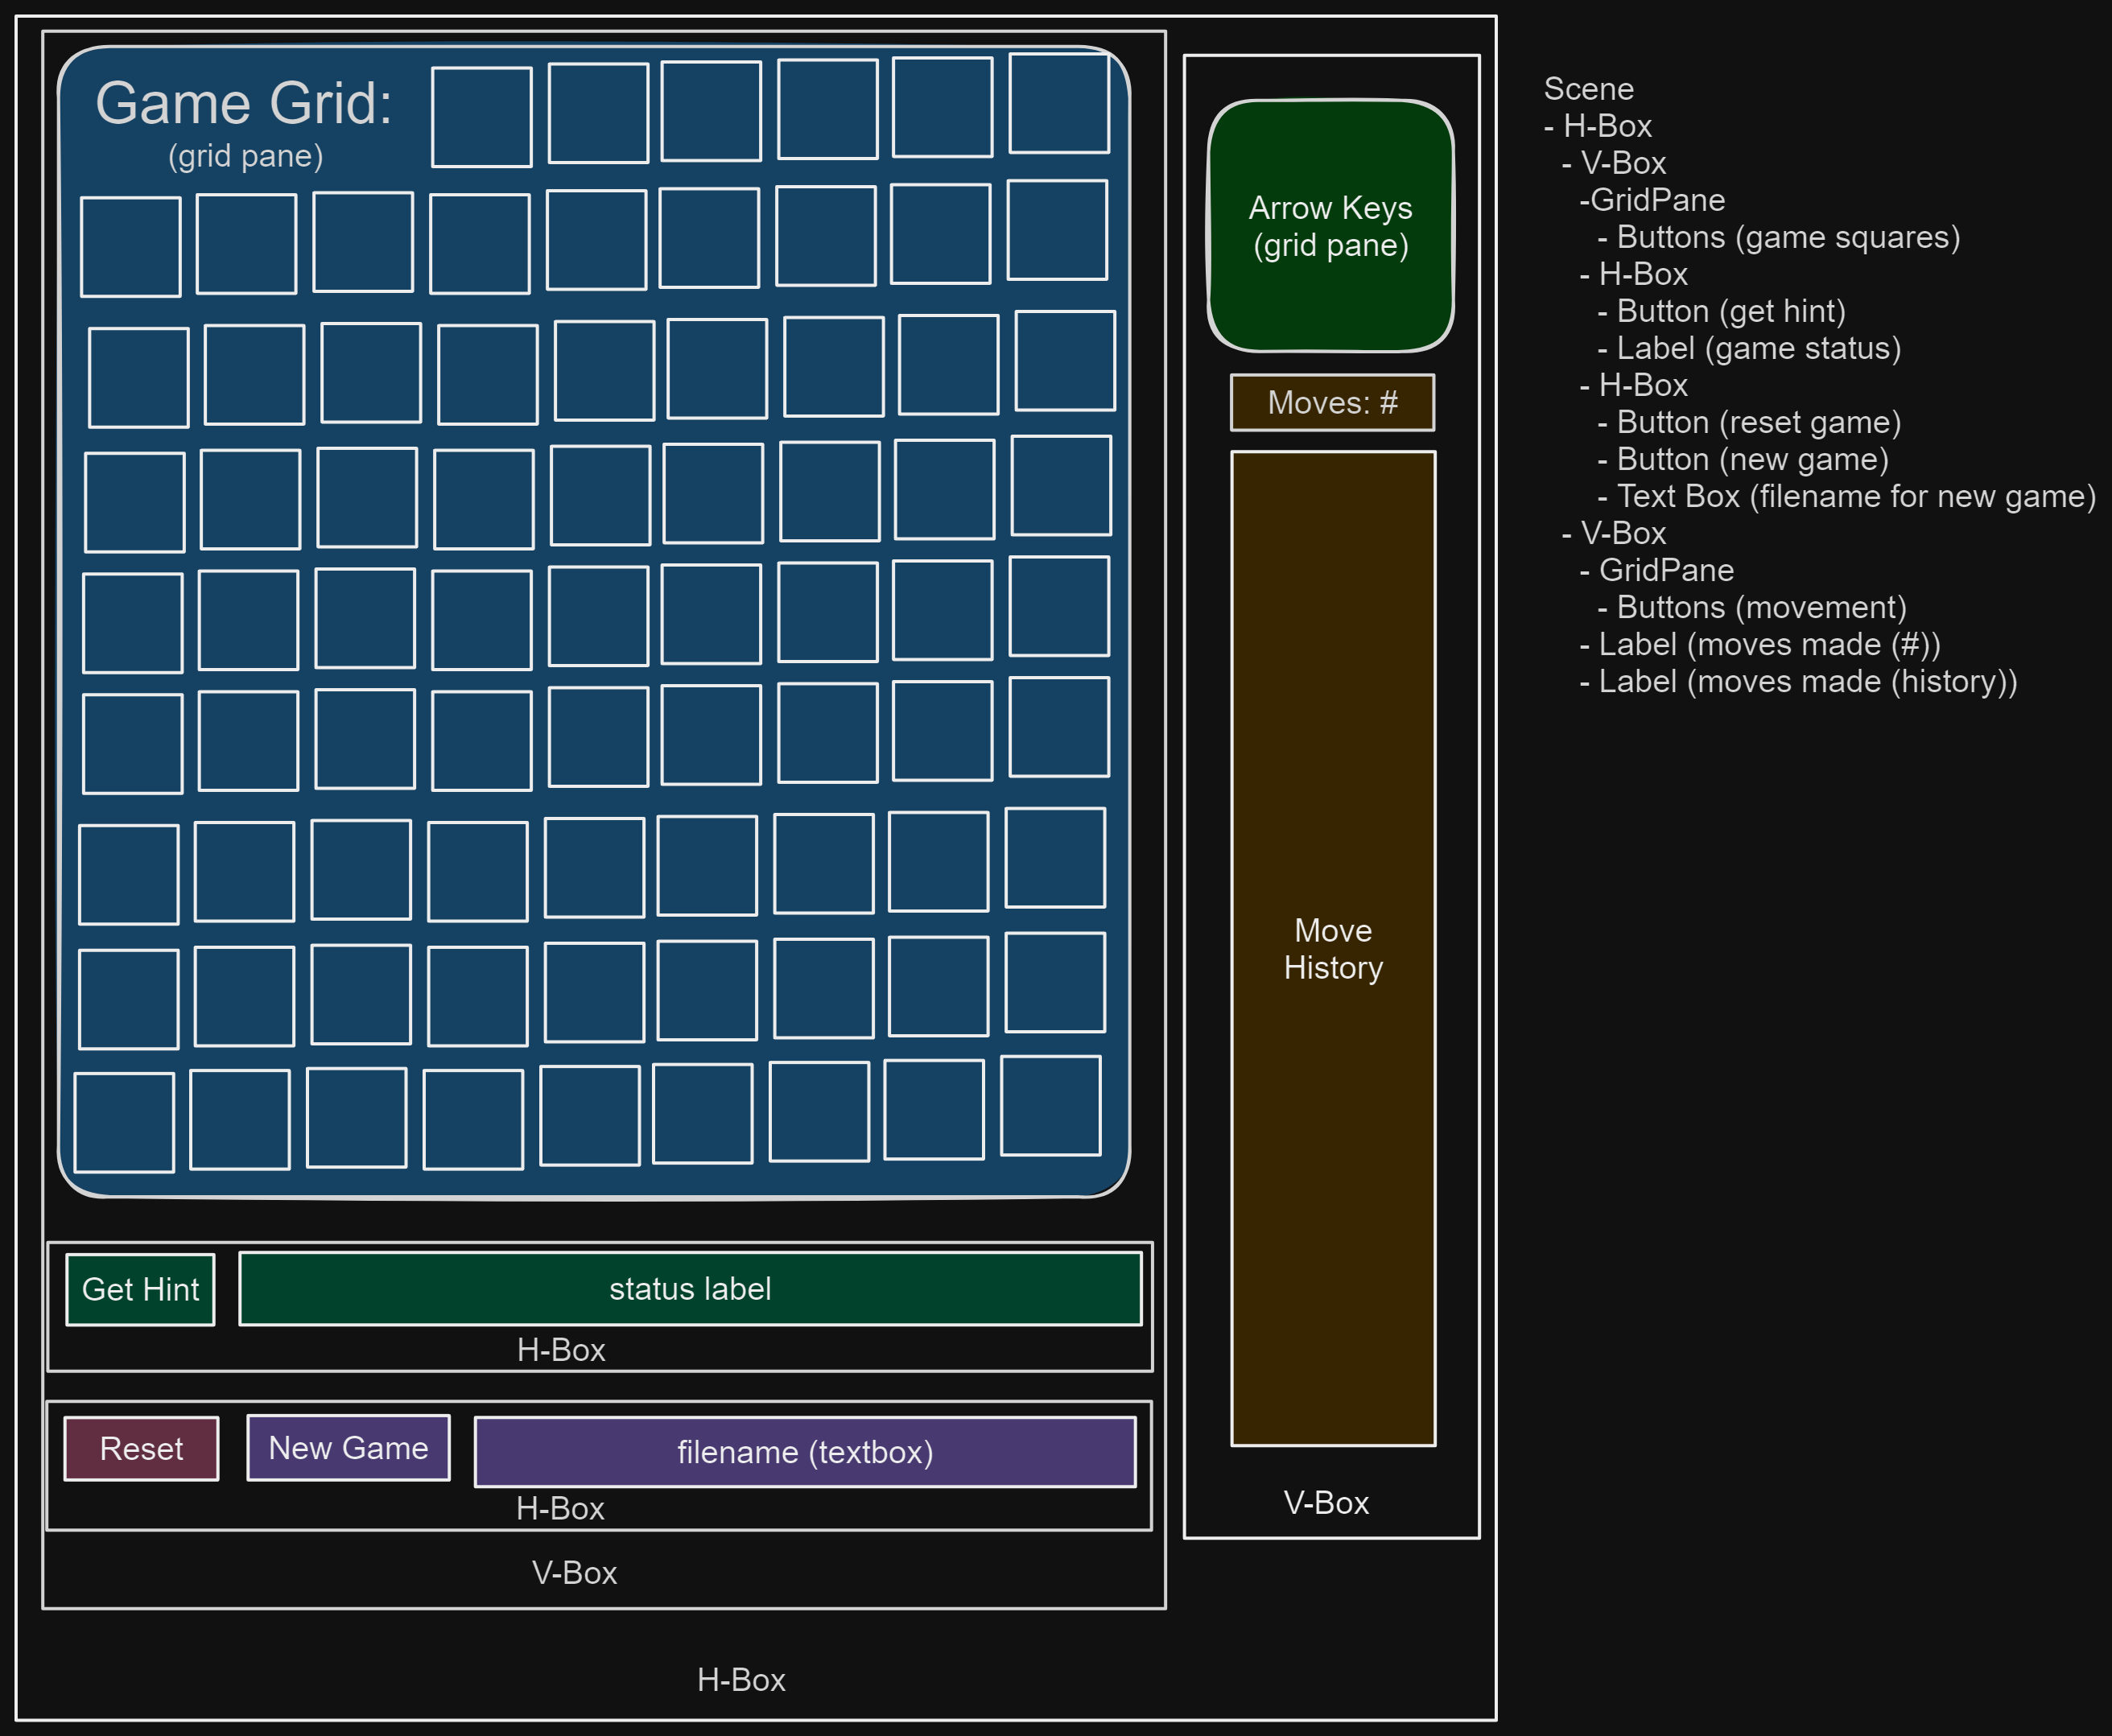 Game Grid:
(grid pane)
Get Hint
status label
H-Box
Reset
New Game
filename (textbox)
H-Box
V-Box
H-Box
Arrow Keys
(grid pane)
Moves: #
Move
History
V-Box
Scene
- H-Box
- V-Box
-GridPane
- Buttons (game squares)
- H-Box
- Button (get hint)
- Label (game status)
- H-Box
- Button (reset game)
- Button (new game)
- Text Box (filename for new game)
- V-Box
- GridPane
- Buttons (movement)
- Label (moves made (#))
- Label (moves made (history))